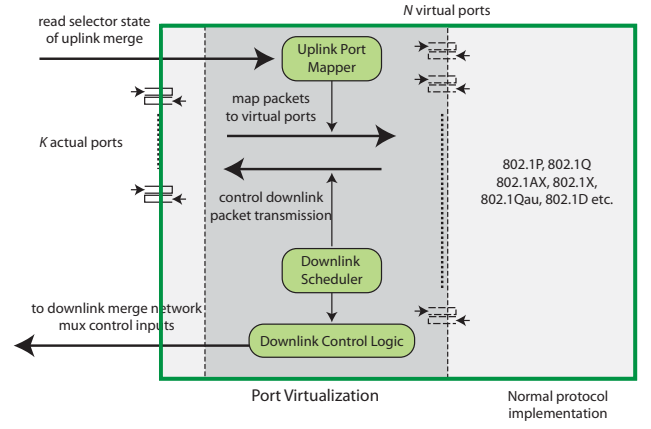 read selector state
of uplink merge
N virtual ports
Uplink Port
Mapper
map packets
to virtual ports
K actual ports
802.1P, 802.1Q
802.1AX, 802.1X,
802.1Qau, 802.1D etc.
control downlink
packet transmission
Downlink
Scheduler
to downlink merge network
mux control inputs
Downlink Control Logic
Port Virtualization
Normal protocol
implementation